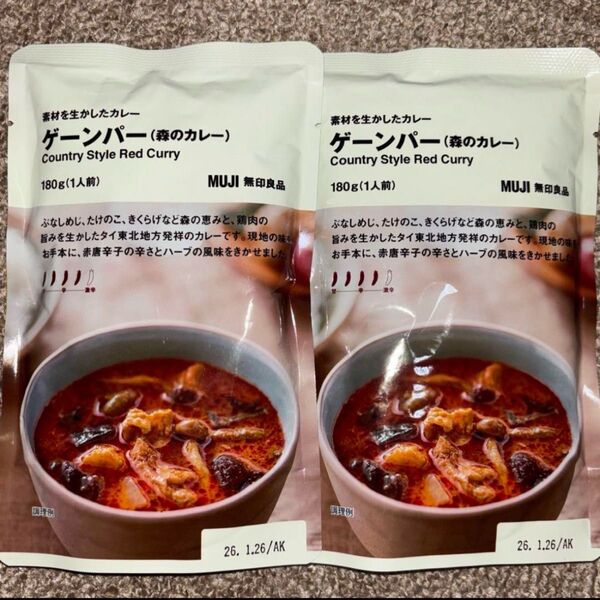 素材を生かしたカレー
ゲーンパー(森のカレー)
Country Style Red Curry
180g(1人前)
MUJI 無印良品
ぶなしめじ、たけのこ、きくらげなど森の恵みと、鶏肉の
旨みを生かしたタイ東北地方発祥のカレーです。現地の味を
お手本に、赤唐辛子の辛さとハーブの風味をきかせました
辛
激辛
調理例
26. 1.26/AK
素材を生かしたカレー
ゲーンパー(森のカレー)
Country Style Red Curry
180g(1人前)
MUJI 無印良品
ぶなしめじ、たけのこ、きくらげなど森の恵みと、鶏肉の
旨みを生かしたタイ東北地方発祥のカレーです。現地の味を
お手本に、赤唐辛子の辛さとハーブの風味をきかせました
辛
激辛
調理例
26. 1.26/AK